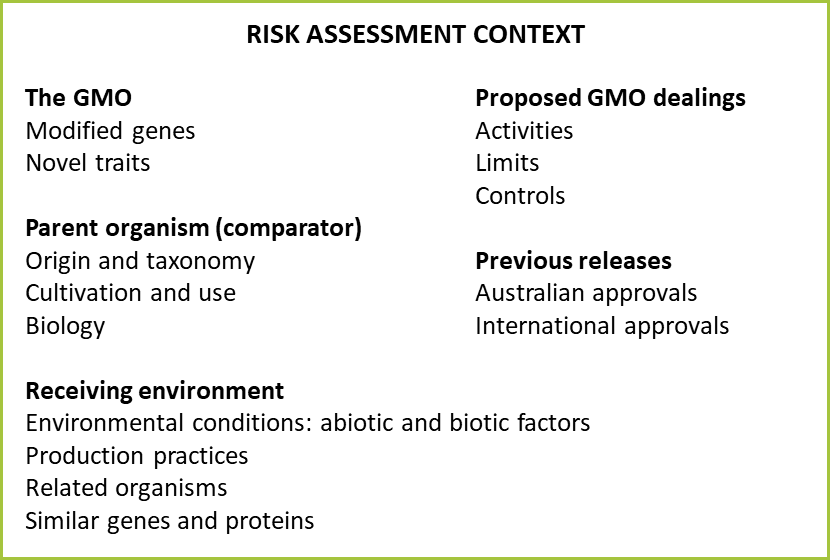 RISK ASSESSMENT CONTEXT
The GMO
Modified genes
Novel traits
Parent organism (comparator)
Origin and taxonomy
Cultivation and use
Biology
Proposed GMO dealings
Activities
Limits
Controls
Previous releases
Australian approvals
International approvals
Receiving environment
Environmental conditions: abiotic and biotic factors
Production practices
Related organisms
Similar genes and proteins